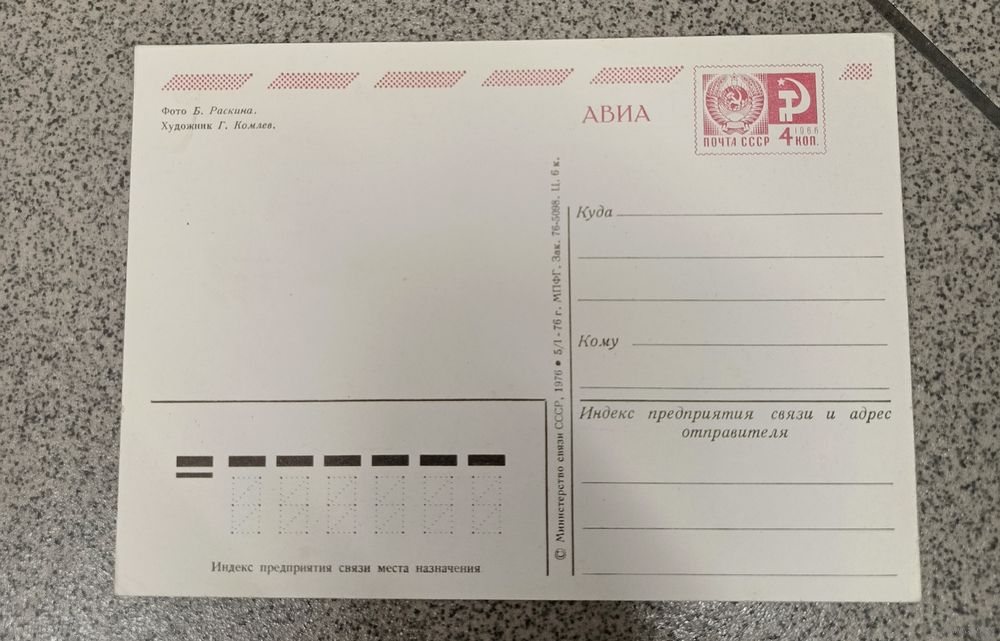 Фото Б. Раскина.
Художник Г. Комлев.
АВИА
ПОЧТА СССР
1966
4 КОП.
Куда
Кому
Индекс предприятия связи и адрес
отправителя
© Министерство связи СССР, 1976 • 5/I - 76 г. МПФГ. Зак. 76-5098. Ц. 6 к.
Индекс предприятия связи места назначения